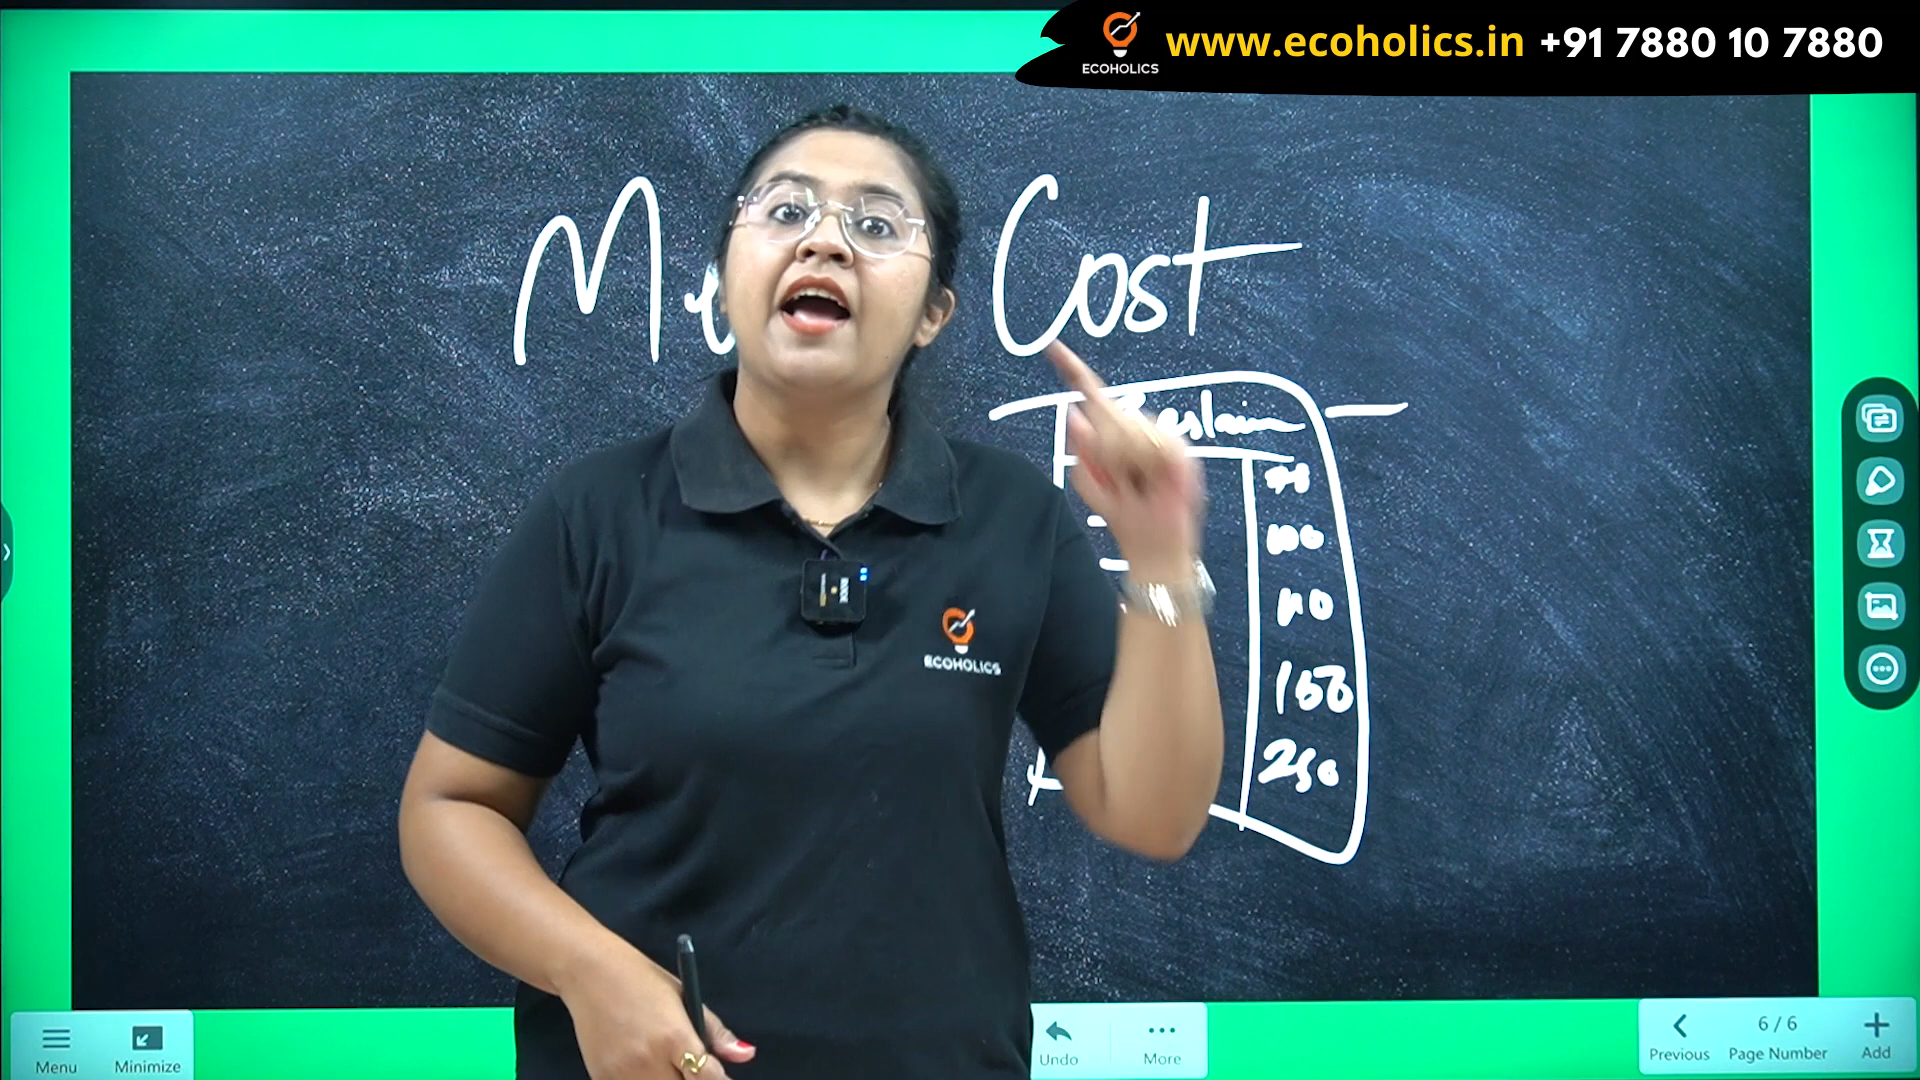 www.ecoholics.in +91 7880 10 7880
ECOHOLICS
Cost
100
110
150
250
ECOHOLICS
Menu
Minimize
Undo
More
Previous
6 / 6
Page Number
Add